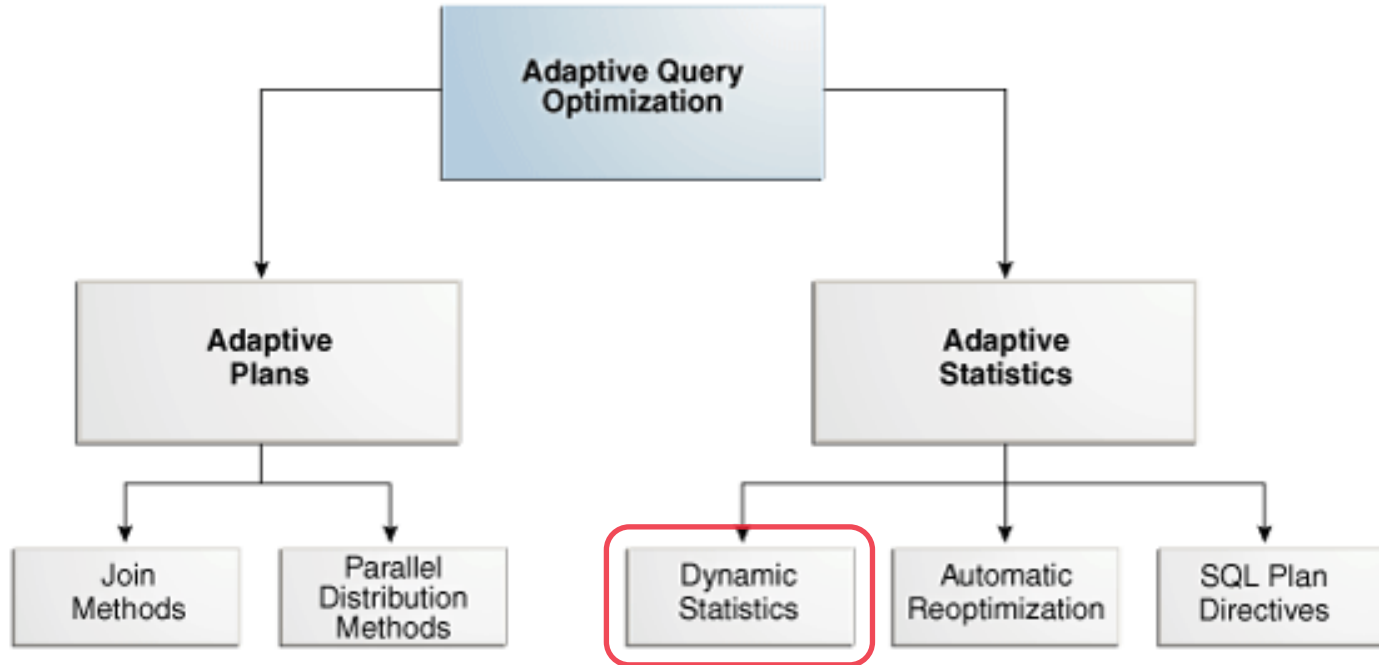 Adaptive Query
Optimization
Adaptive
Plans
Adaptive
Statistics
Join
Methods
Parallel
Distribution
Methods
Dynamic
Statistics
Automatic
Reoptimization
SQL Plan
Directives